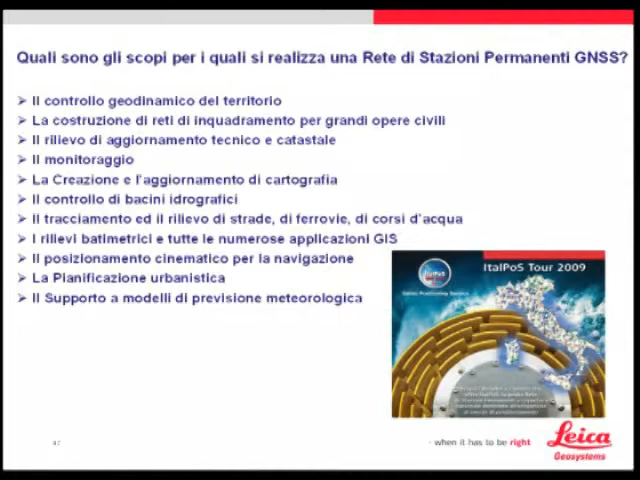 Quali sono gli scopi per i quali si realizza una Rete di Stazioni Permanenti GNSS?
➢ Il controllo geodinamico del territorio
➢ La costruzione di reti di inquadramento per grandi opere civili
➢ Il rilievo di aggiornamento tecnico e catastale
➢ Il monitoraggio
➢ La Creazione e l'aggiornamento di cartografia
➢ Il controllo di bacini idrografici
➢ Il tracciamento ed il rilievo di strade, di ferrovie, di corsi d'acqua
➢ I rilievi batimetrici e tutte le numerose applicazioni GIS
➢ Il posizionamento cinematico per la navigazione
➢ La Pianificazione urbanistica
➢ Il Supporto a modelli di previsione meteorologica
ItalPoS Tour 2009
ItalPoS
Italian Positioning Service
- when it has to be right
Leica
Geosystems